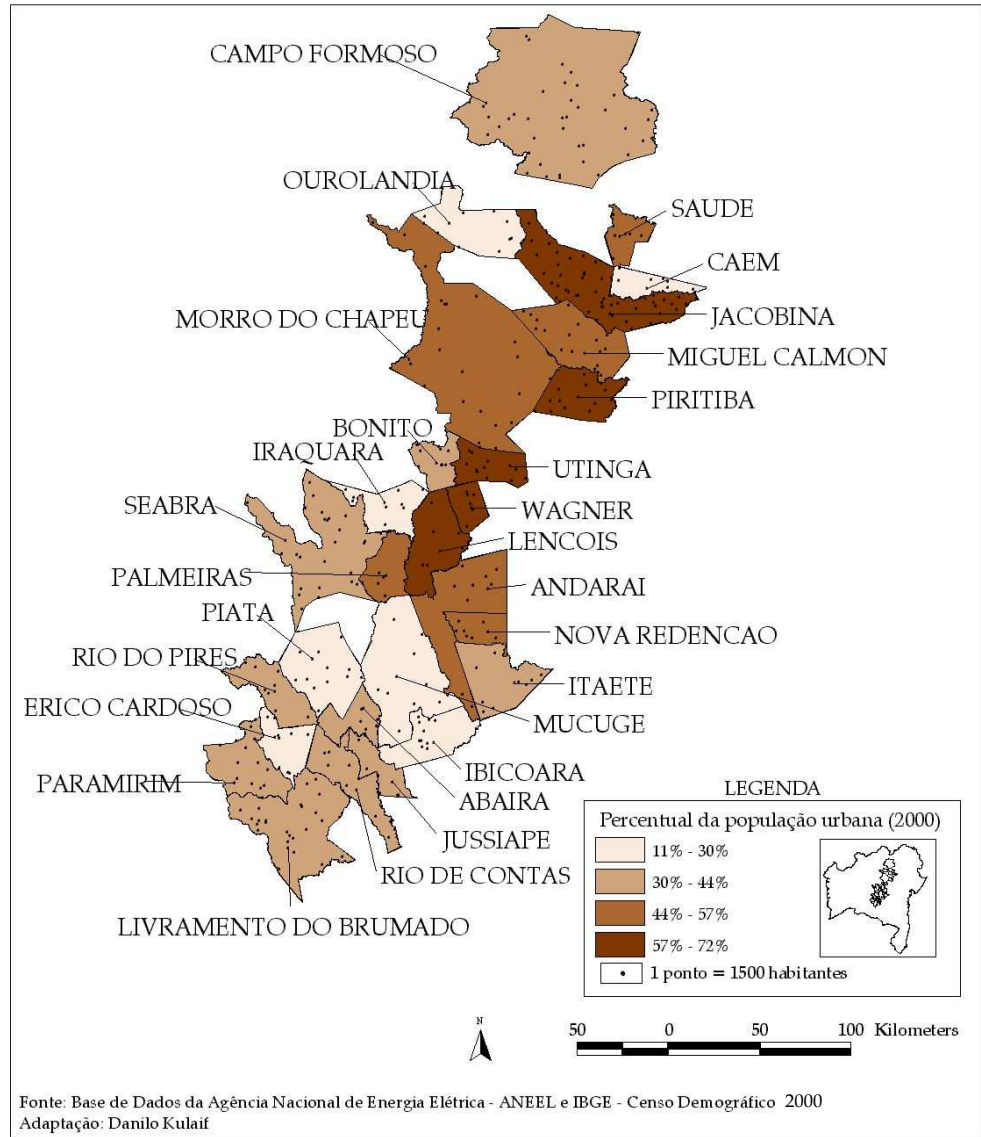 CAMPO FORMOSO
OUROLANDIA
SAUDE
CAEM
MORRO DO CHAPEU
JACOBINA
MIGUEL CALMON
PIRITIBA
BONITO
IRAQUARA
UTINGA
SEABRA
WAGNER
LENCOIS
PALMEIRAS
ANDARAI
PIATA
NOVA REDENCAO
RIO DO PIRES
ITAETE
ERICO CARDOSO
MUCUGE
PARAMIRIM
IBICOARA
ABAIRA
JUSSIAPE
RIO DE CONTAS
LIVRAMENTO DO BRUMADO
LEGENDA
Percentual da população urbana (2000)
11% - 30%
30% - 44%
44% - 57%
57% - 72%
1 ponto = 1500 habitantes
N
50 0 50 100 Kilometers
Fonte: Base de Dados da Agência Nacional de Energia Elétrica - ANEEL e IBGE - Censo Demográfico 2000
Adaptação: Danilo Kulaif